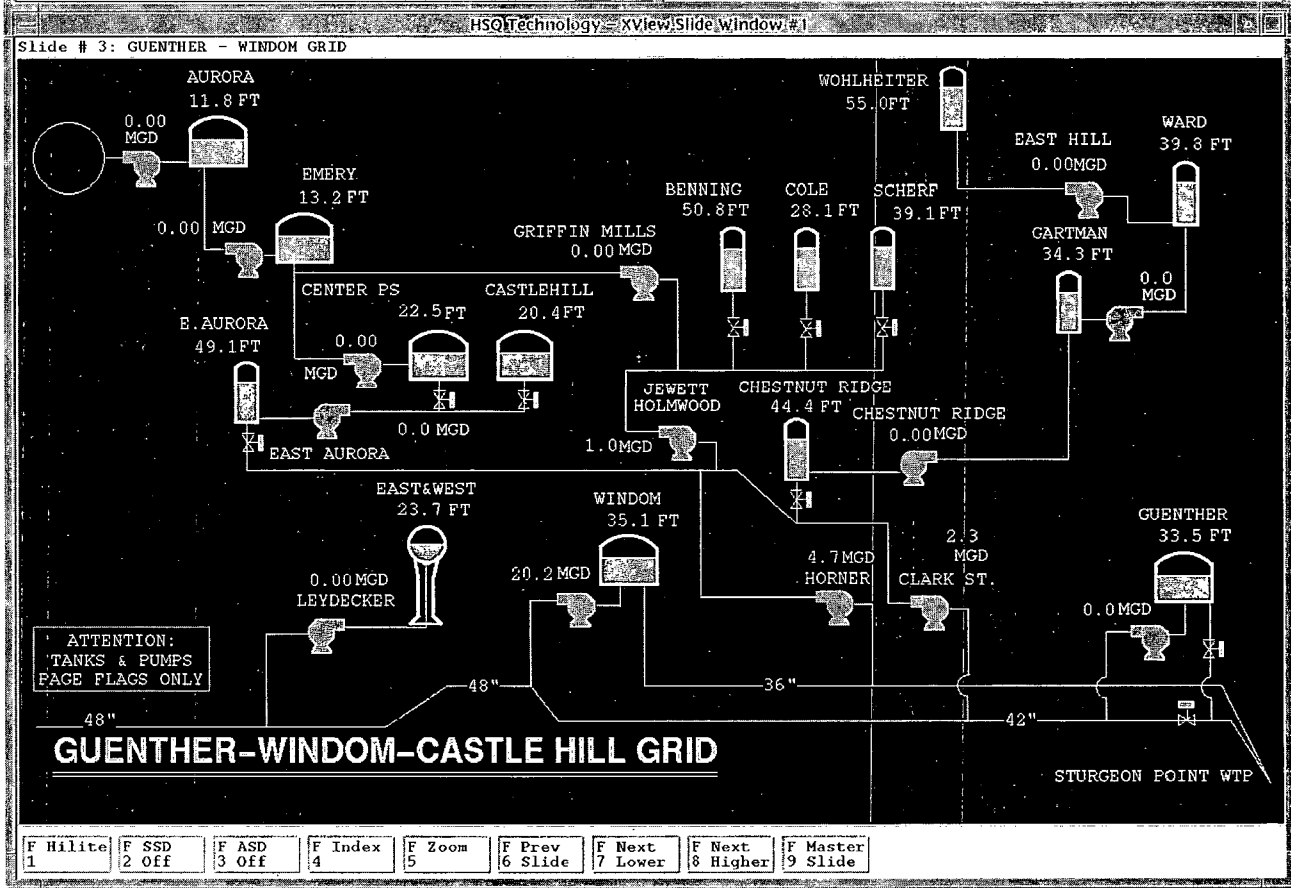 HSQ Technology - XView Slide Window #1
Slide # 3: GUENTHER - WINDOM GRID
AURORA
11.8 FT
0.00
MGD
WOHLHEITER
55.0FT
EAST HILL
0.00MGD
WARD
39.8 FT
EMERY
13.2 FT
0.00 MGD
BENNING
50.8FT
COLE
28.1FT
SCHERF
39.1FT
GRIFFIN MILLS
0.00 MGD
GARTMAN
34.3 FT
0.0
MGD
CENTER PS
22.5FT
CASTLEHILL
20.4FT
E.AURORA
49.1FT
0.00
MGD
0.0 MGD
EAST AURORA
JEWETT
HOLMWOOD
1.0MGD
CHESTNUT RIDGE
44.4 FT
CHESTNUT RIDGE
0.00MGD
EAST&WEST
23.7 FT
WINDOM
35.1 FT
GUENTHER
33.5 FT
0.00MGD
LEYDECKER
20.2 MGD
4.7MGD
HORNER
2.3
MGD
CLARK ST.
0.0MGD
ATTENTION:
TANKS & PUMPS
PAGE FLAGS ONLY
48"
36"
48"
42"
GUENTHER-WINDOM-CASTLE HILL GRID
STURGEON POINT WTP
F Hilite
1
F SSD
2 Off
F ASD
3 Off
F Index
4
F Zoom
5
F Prev
6 Slide
F Next
7 Lower
F Next
8 Higher
F Master
9 Slide